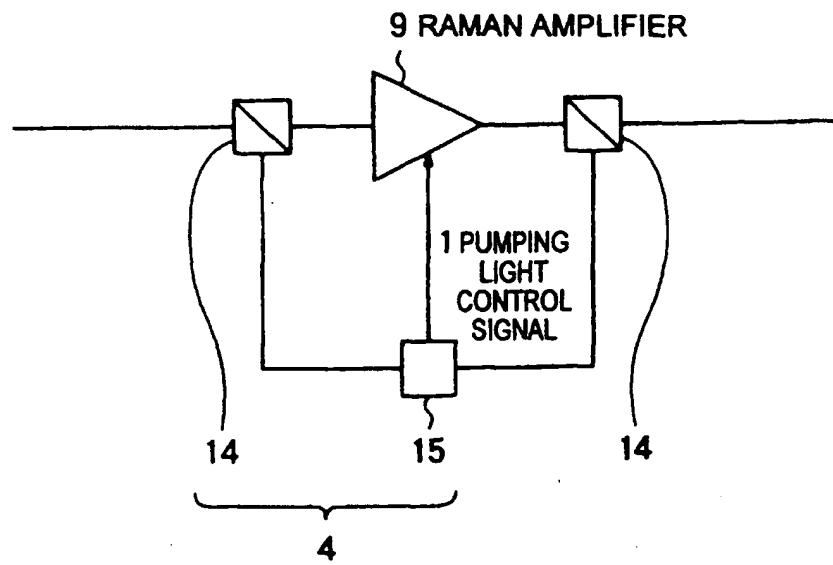 9 RAMAN AMPLIFIER
1 PUMPING
LIGHT
CONTROL
SIGNAL
14
15
14
4